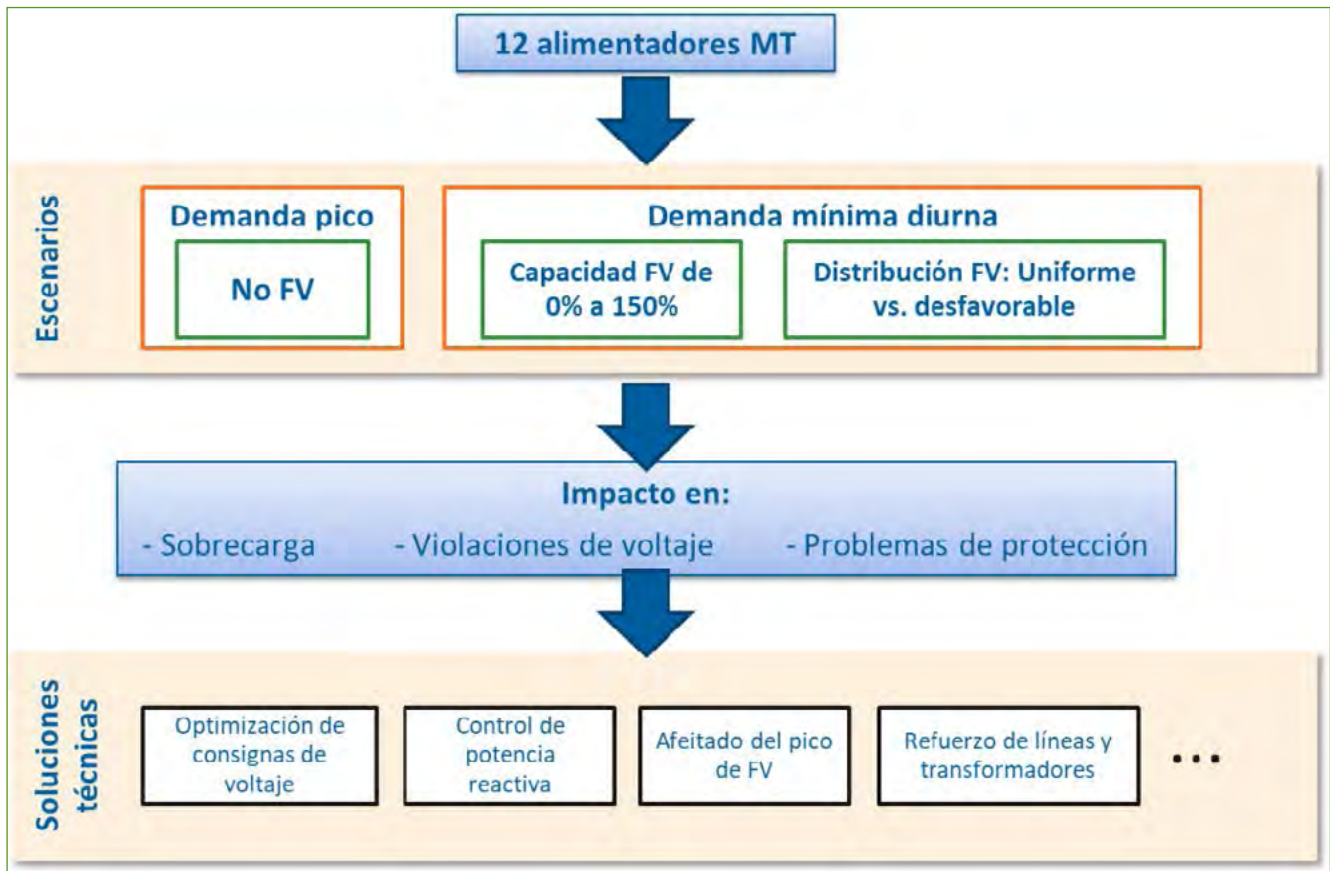 12 alimentadores MT
Escenarios
Demanda pico
No FV
Demanda mínima diurna
Capacidad FV de
0% a 150%
Distribución FV: Uniforme
vs. desfavorable
Impacto en:
- Sobrecarga - Violaciones de voltaje - Problemas de protección
Soluciones
técnicas
Optimización de
consignas de
voltaje
Control de
potencia
reactiva
Afeitado del pico
de FV
Refuerzo de líneas y
transformadores
...